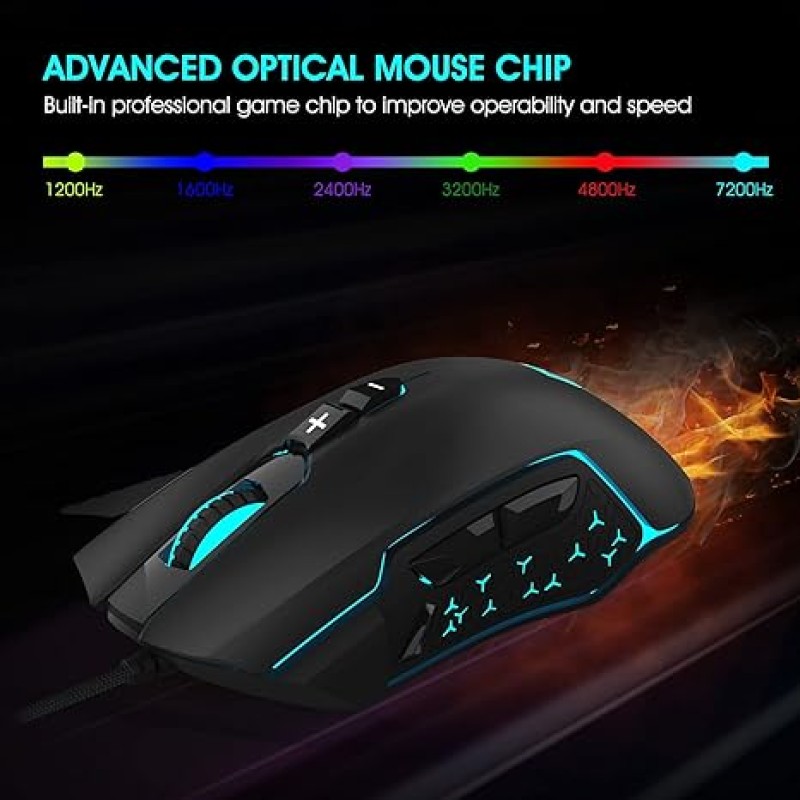 ADVANCED OPTICAL MOUSE CHIP
Built-in professional game chip to improve operability and speed
1200Hz 1600Hz 2400Hz 3200Hz 4800Hz 7200Hz
+
-